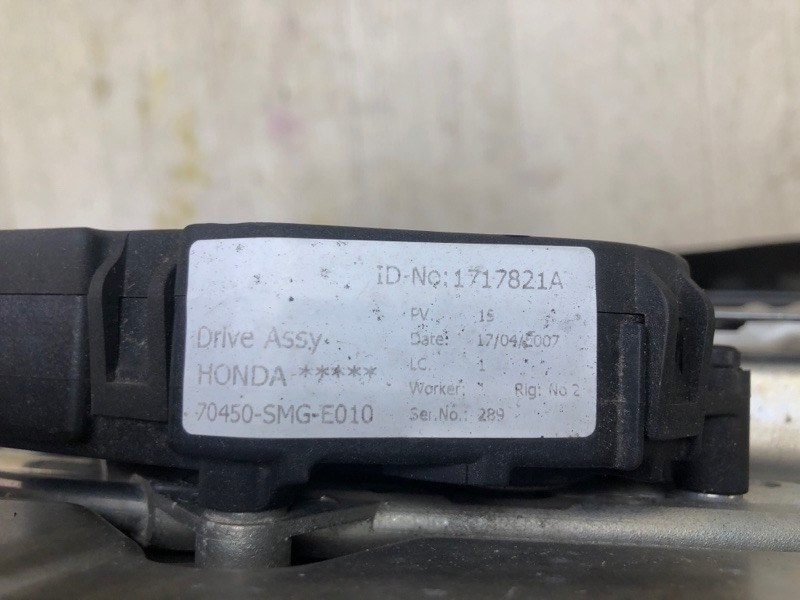 ID-No:1717821A
Drive Assy
HONDA *****
70450-SMG-E010
PV. 15
Date: 17/04/2007
LC. 1
Worker: Rig: No 2
Ser.No.: 289